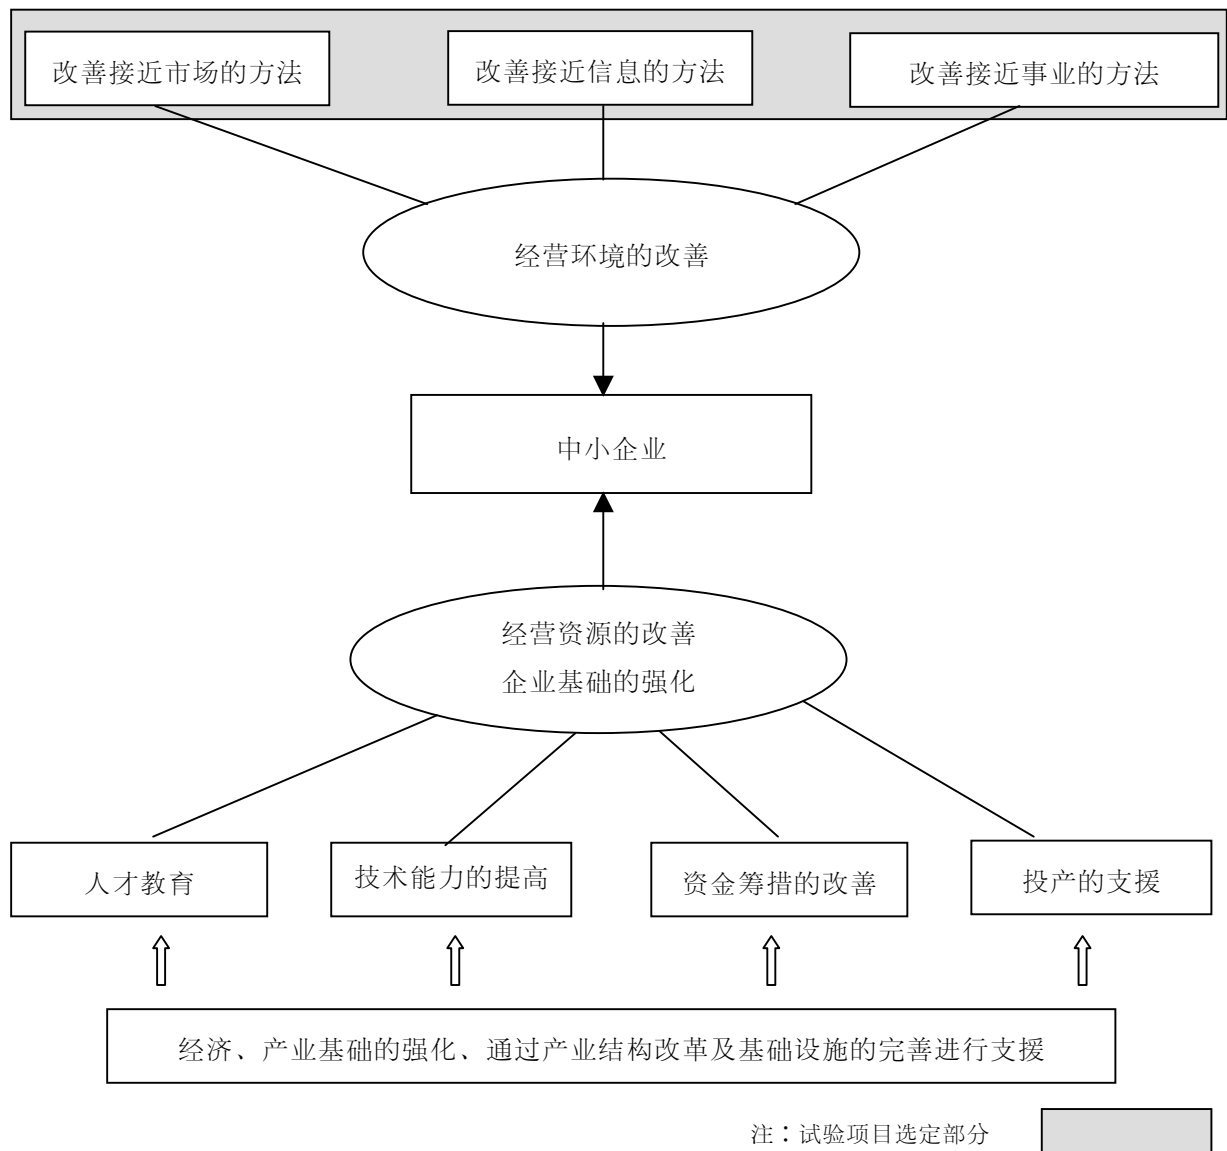 改善接近市场的方法
改善接近信息的方法
改善接近事业的方法
经营环境的改善
中小企业
经营资源的改善
企业基础的强化
人才教育
技术能力的提高
资金筹措的改善
投产的支援
经济、产业基础的强化、通过产业结构改革及基础设施的完善进行支援
注：试验项目选定部分